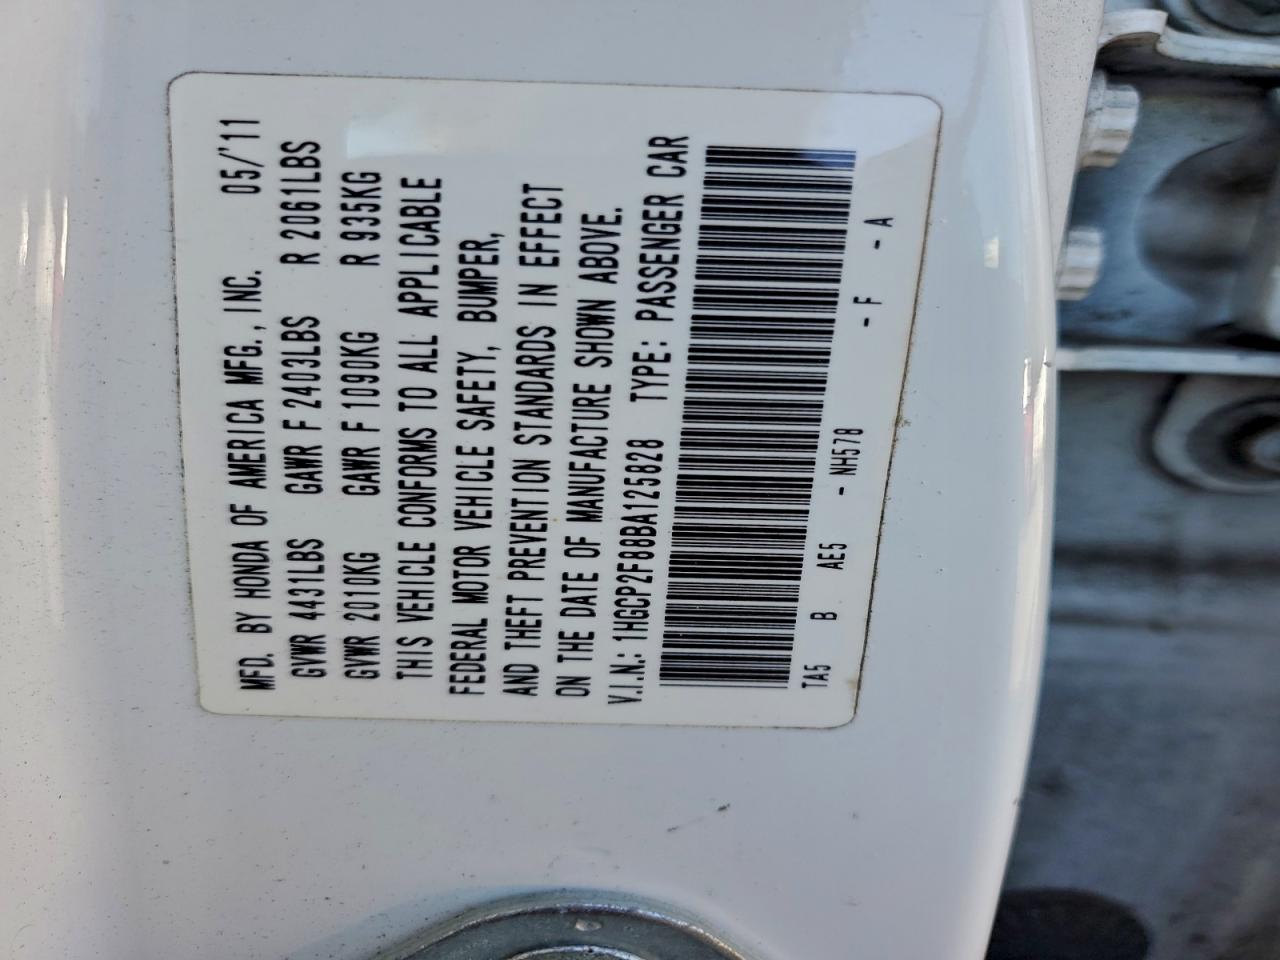 MFD. BY HONDA OF AMERICA MFG., INC. 05/'11
GVWR 4431LBS GAWR F 2403LBS R 2061LBS
GVWR 2010KG GAWR F 1090KG R 935KG
THIS VEHICLE CONFORMS TO ALL APPLICABLE
FEDERAL MOTOR VEHICLE SAFETY, BUMPER,
AND THEFT PREVENTION STANDARDS IN EFFECT
ON THE DATE OF MANUFACTURE SHOWN ABOVE.
V.I.N.: 1HGCP2F88BA125828 TYPE: PASSENGER CAR
TA5 B AE5 - NH578 - F - A